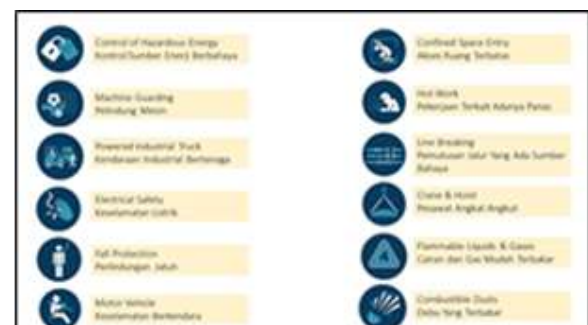 Control of Hazardous Energy
Kontrol Sumber Energi Berbahaya
Machine Guarding
Pelindung Mesin
Powered Industrial Truck
Kendaraan Industrial Bertenaga
Electrical Safety
Keselamatan Listrik
Fall Protection
Perlindungan Jatuh
Motor Vehicle
Keselamatan Berkendara
Confined Space Entry
Akses Ruang Terbatas
Hot Work
Pekerjaan Terkait Adanya Panas
Line Breaking
Pemutusan Jalur Yang Ada Sumber
Bahaya
Crane & Hoist
Pesawat Angkat Angkut
Flammable Liquids & Gases
Cairan dan Gas Mudah Terbakar
Combustible Dusts
Debu Yang Terbakar